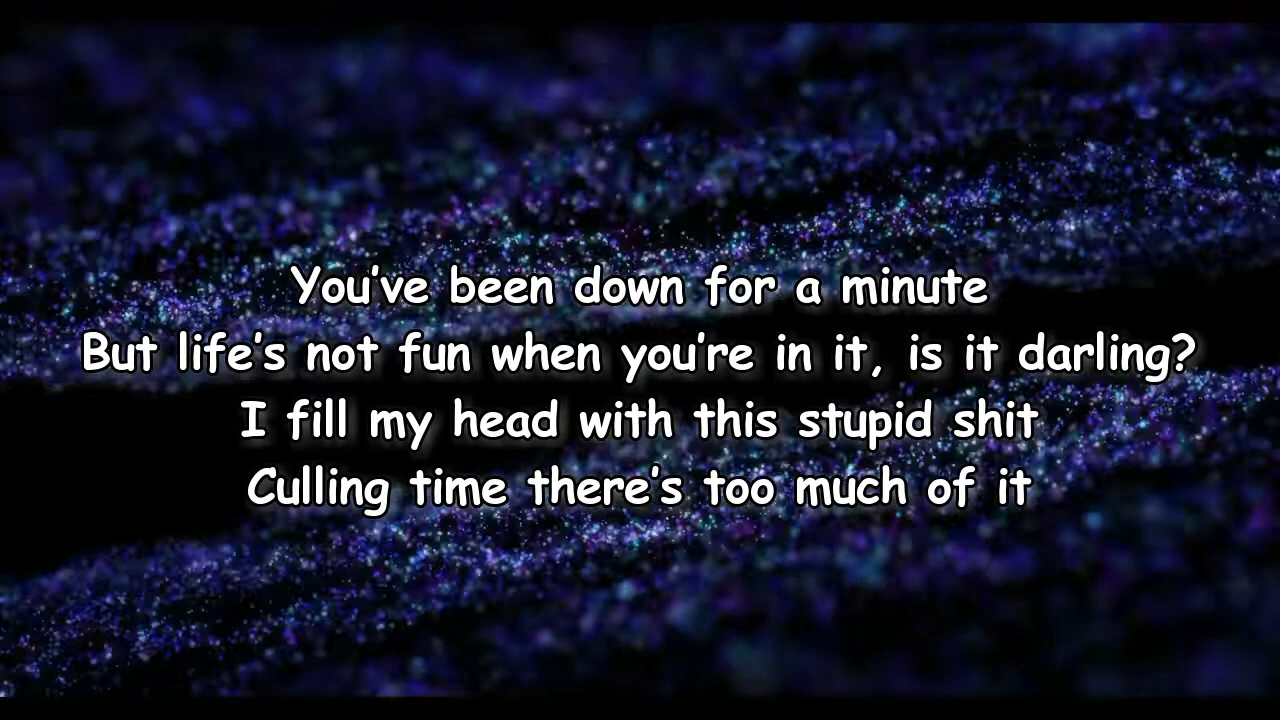 You've been down for a minute
But life's not fun when you're in it, is it darling?
I fill my head with this stupid shit
Culling time there's too much of it